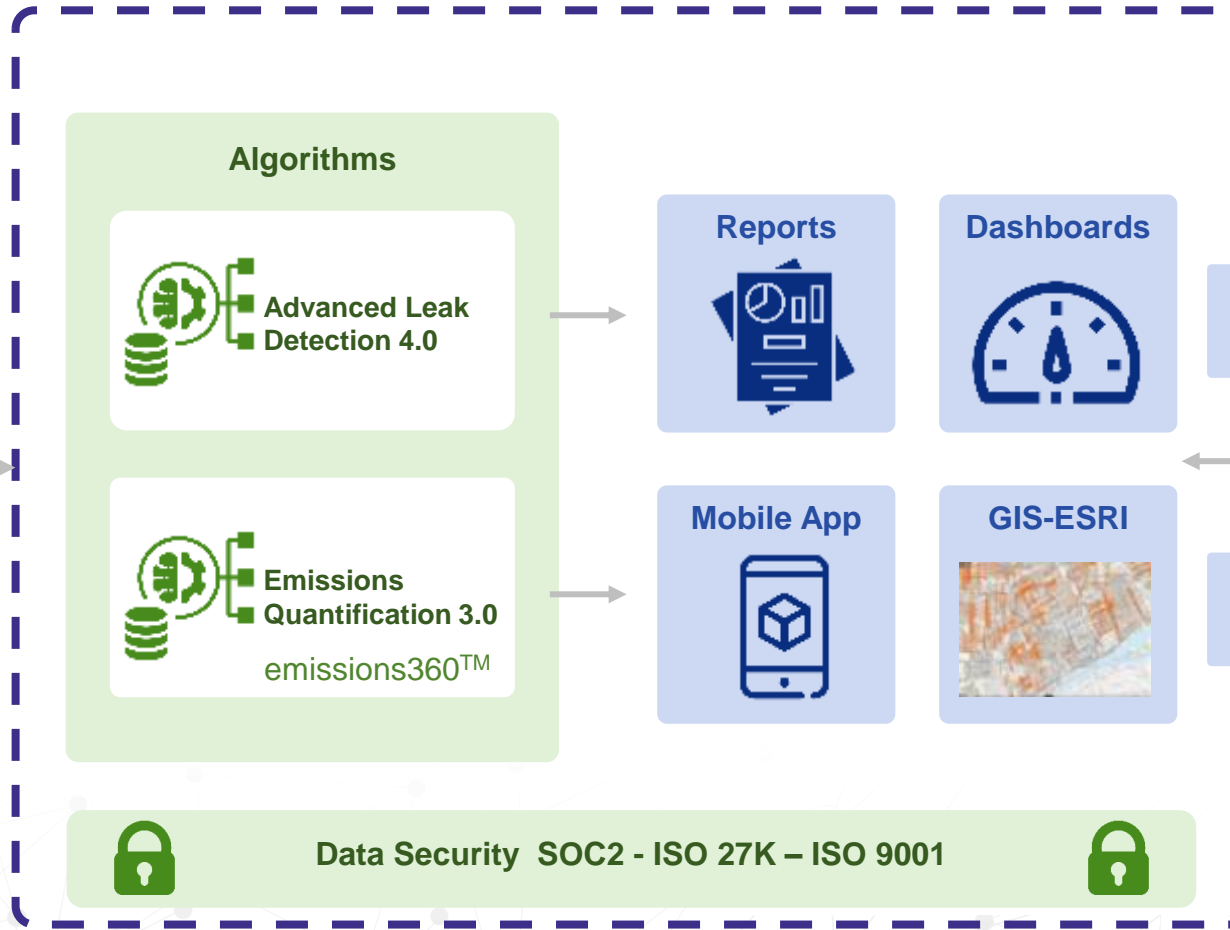 Algorithms
Advanced Leak
Detection 4.0
Emissions
Quantification 3.0
emissions360TM
Reports
Dashboards
Mobile App
GIS-ESRI
Data Security SOC2 - ISO 27K – ISO 9001